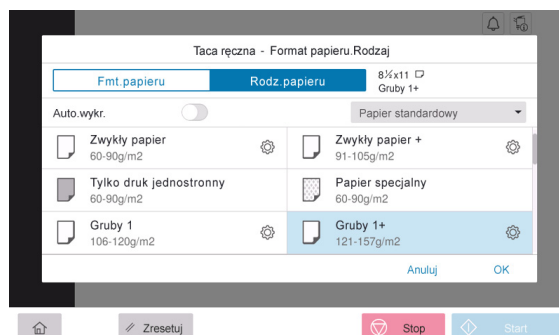 Taca ręczna - Format papieru.Rodzaj
Fmt.papieru
Rodz.papieru
8½x11
Gruby 1+
Auto.wykr.
Papier standardowy
Zwykły papier
60-90g/m2
Zwykły papier +
91-105g/m2
Tylko druk jednostronny
60-90g/m2
Papier specjalny
60-90g/m2
Gruby 1
106-120g/m2
Gruby 1+
121-157g/m2
Anuluj
OK
Zresetuj
Stop
Start